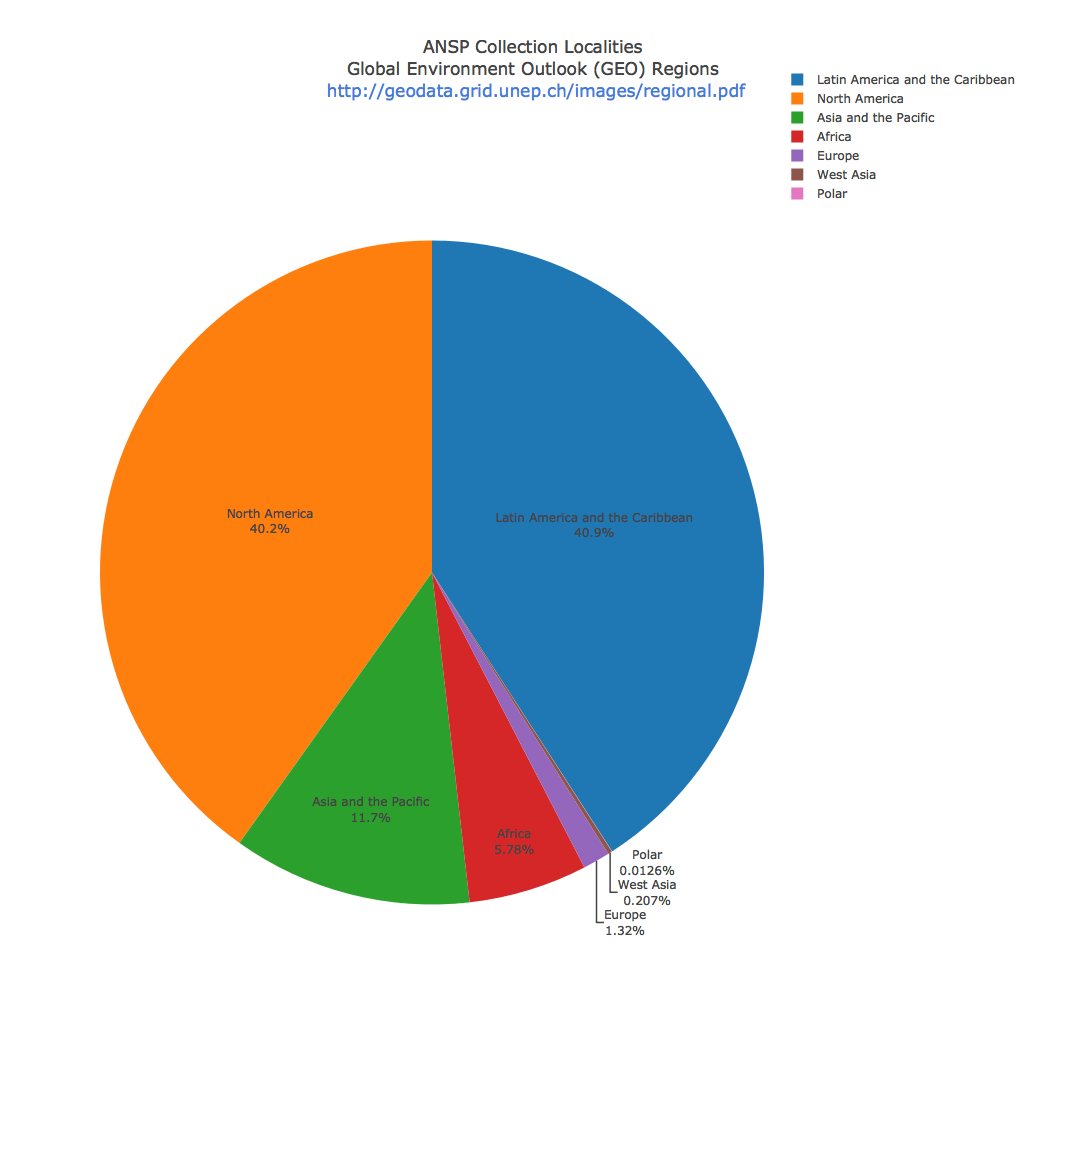 ANSP Collection Localities
Global Environment Outlook (GEO) Regions
http://geodata.grid.unep.ch/images/regional.pdf
Latin America and the Caribbean
North America
Asia and the Pacific
Africa
Europe
West Asia
Polar
North America
40.2%
Latin America and the Caribbean
40.9%
Asia and the Pacific
11.7%
Africa
5.78%
Polar
0.0126%
West Asia
0.207%
Europe
1.32%